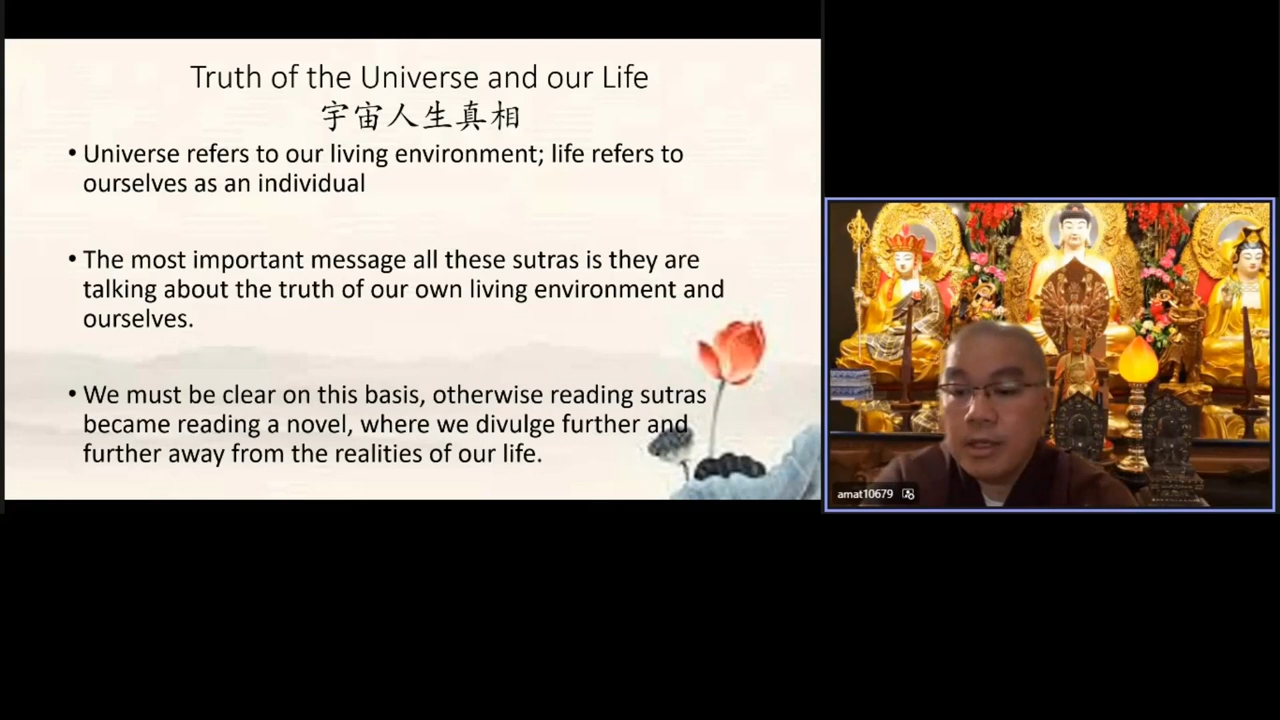 Truth of the Universe and our Life
宇宙人生真相
• Universe refers to our living environment; life refers to
ourselves as an individual
• The most important message all these sutras is they are
talking about the truth of our own living environment and
ourselves.
• We must be clear on this basis, otherwise reading sutras
became reading a novel, where we divulge further and
further away from the realities of our life.
amat10679